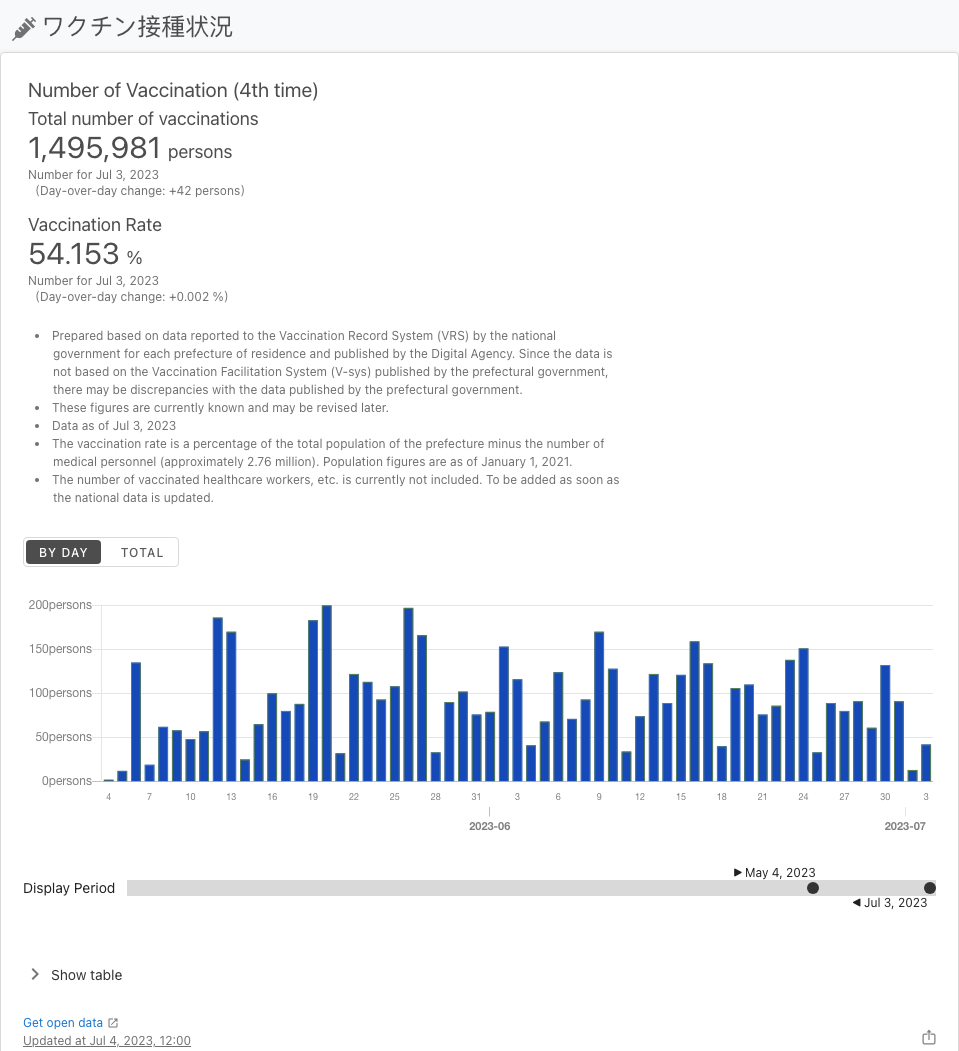 ワクチン接種状況
Number of Vaccination (4th time)
Total number of vaccinations
1,495,981 persons
Number for Jul 3, 2023
(Day-over-day change: +42 persons)
Vaccination Rate
54.153 %
Number for Jul 3, 2023
(Day-over-day change: +0.002 %)
• Prepared based on data reported to the Vaccination Record System (VRS) by the national
government for each prefecture of residence and published by the Digital Agency. Since the data is
not based on the Vaccination Facilitation System (V-sys) published by the prefectural government,
there may be discrepancies with the data published by the prefectural government.
• These figures are currently known and may be revised later.
• Data as of Jul 3, 2023
• The vaccination rate is a percentage of the total population of the prefecture minus the number of
medical personnel (approximately 2.76 million). Population figures are as of January 1, 2021.
• The number of vaccinated healthcare workers, etc. is currently not included. To be added as soon as
the national data is updated.
BY DAY TOTAL
200persons
150persons
100persons
50persons
0persons
4 7 10 13 16 19 22 25 28 31 3 6 9 12 15 18 21 24 27 30 3
2023-06 2023-07
▶ May 4, 2023
Display Period
◀ Jul 3, 2023
Show table
Get open data
Updated at Jul 4, 2023, 12:00